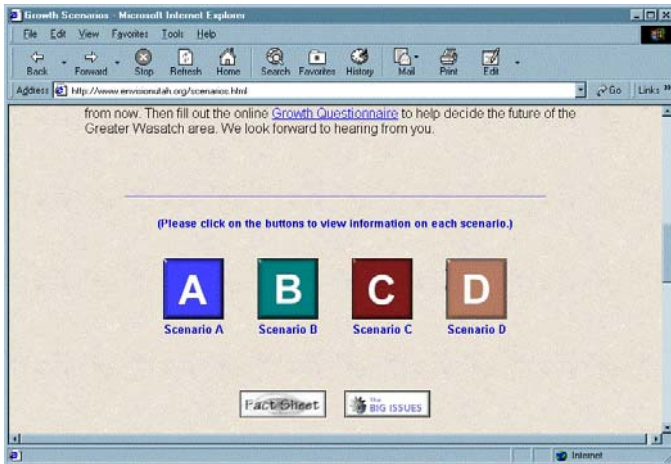 Growth Scenarios - Microsoft Internet Explorer
File Edit View Favorites Tools Help
Back Forward Stop Refresh Home Search Favorites History Mail Print Edit
Address http://www.envisionutah.org/scenarios.html Go Links »
from now. Then fill out the online Growth Questionnaire to help decide the future of the
Greater Wasatch area. We look forward to hearing from you.
(Please click on the buttons to view information on each scenario.)
A B C D
Scenario A Scenario B Scenario C Scenario D
Fact Sheet The BIG ISSUES
Internet